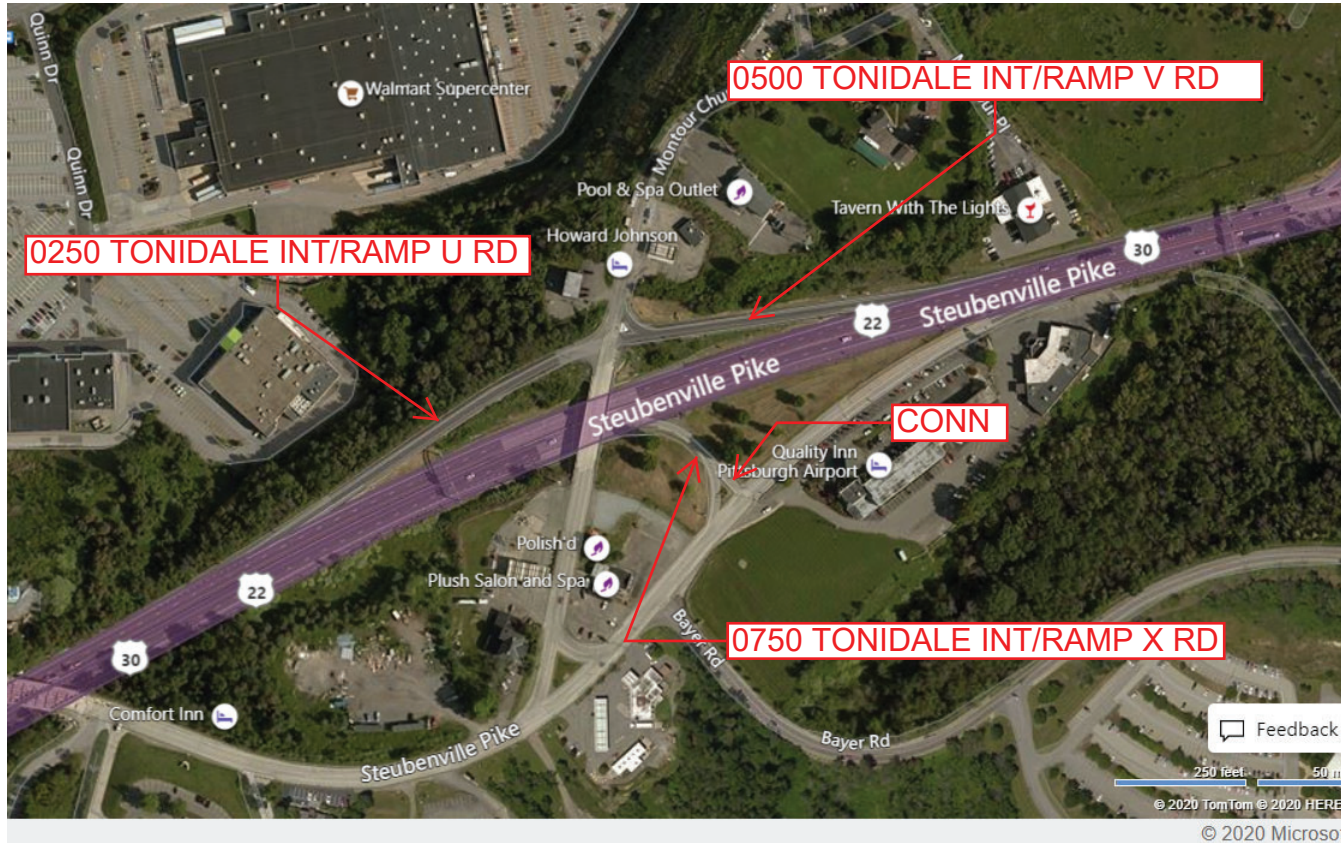 Quinn Dr
Walmart Supercenter
0500 TONIDALE INT/RAMP V RD
Montour Chu
Quinn Dr
Pool & Spa Outlet
Tavern With The Lights
Howard Johnson
0250 TONIDALE INT/RAMP U RD
30
Steubenville Pike
22
Steubenville Pike
CONN
Quality Inn
Pittsburgh Airport
Polish'd
Plush Salon and Spa
22
Bayer Rd
0750 TONIDALE INT/RAMP X RD
30
Comfort Inn
Steubenville Pike
Bayer Rd
Feedback
250 feet
50 m
© 2020 TomTom © 2020 HERE
© 2020 Microsof